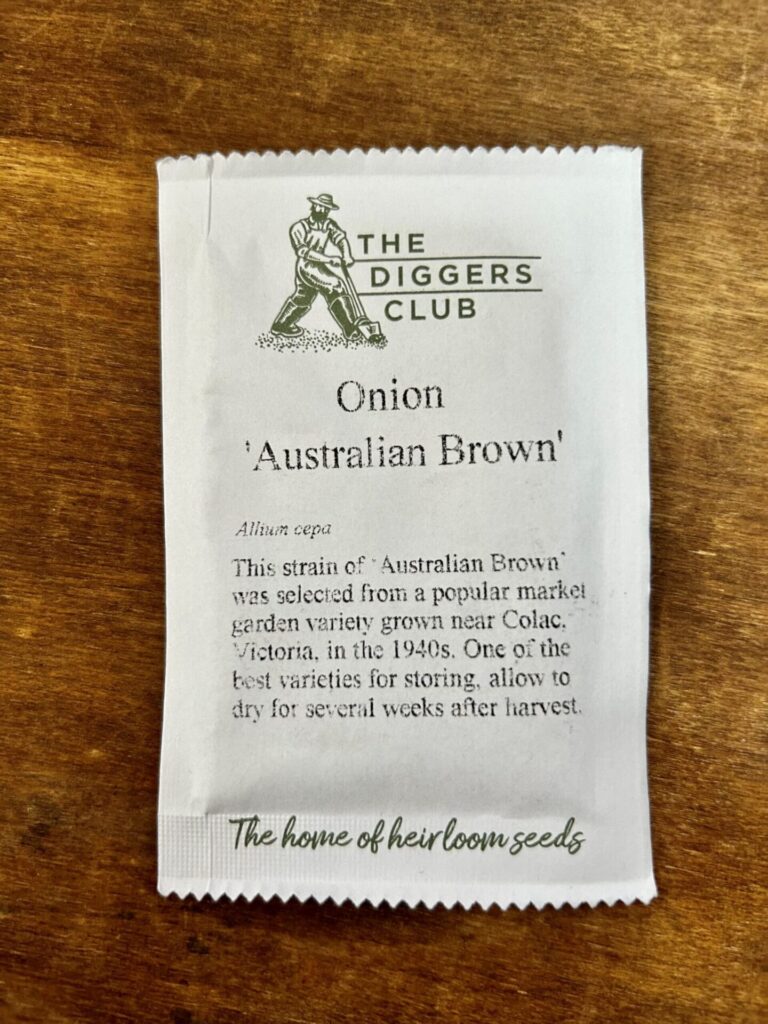 THE
DIGGERS
CLUB
Onion
'Australian Brown'
Allium cepa
This strain of 'Australian Brown'
was selected from a popular market
garden variety grown near Colac,
Victoria, in the 1940s. One of the
best varieties for storing, allow to
dry for several weeks after harvest.
The home of heirloom seeds